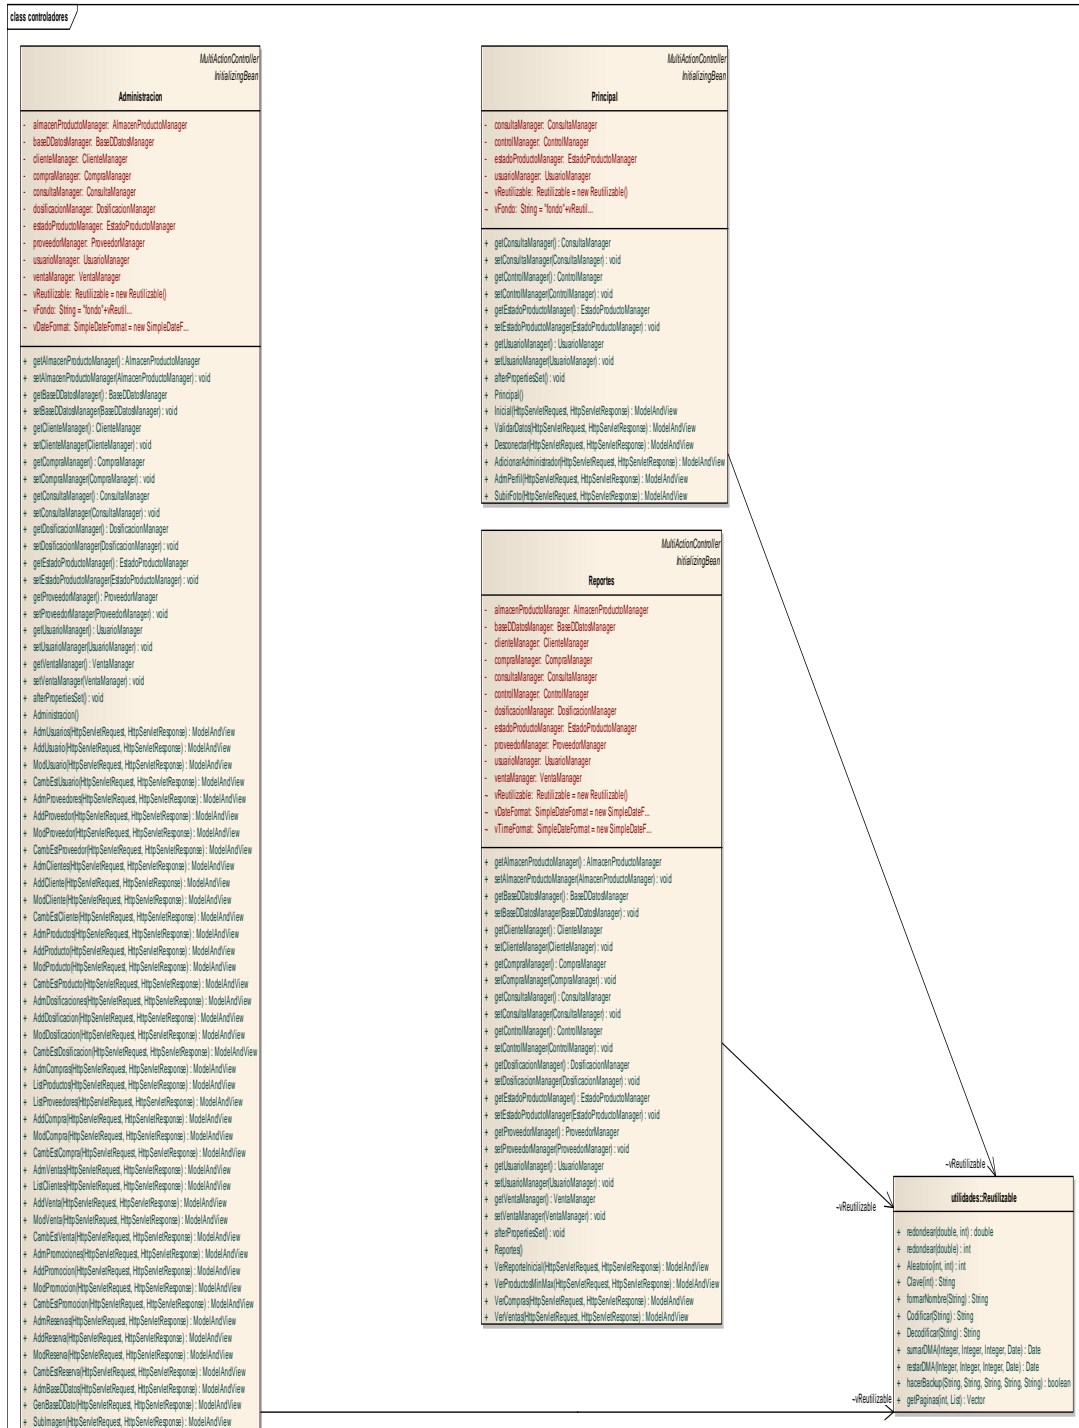 class controladores
MultiActionController
InitializingBean
Administracion
- almacenProductoManager: AlmacenProductoManager
- baseDDatosManager: BaseDDatosManager
- clienteManager: ClienteManager
- compraManager: CompraManager
- consultaManager: ConsultaManager
- dosificacionManager: DosificacionManager
- estadoProductoManager: EstadoProductoManager
- proveedorManager: ProveedorManager
- usuarioManager: UsuarioManager
- ventaManager: VentaManager
~ vReutilizable: Reutilizable = new Reutilizable()
~ vFondo: String = "fondo"+vReutil...
~ vDateFormat: SimpleDateFormat = new SimpleDateF...
+ getAlmacenProductoManager() : AlmacenProductoManager
+ setAlmacenProductoManager(AlmacenProductoManager) : void
+ getBaseDDatosManager() : BaseDDatosManager
+ setBaseDDatosManager(BaseDDatosManager) : void
+ getClienteManager() : ClienteManager
+ setClienteManager(ClienteManager) : void
+ getCompraManager() : CompraManager
+ setCompraManager(CompraManager) : void
+ getConsultaManager() : ConsultaManager
+ setConsultaManager(ConsultaManager) : void
+ getDosificacionManager() : DosificacionManager
+ setDosificacionManager(DosificacionManager) : void
+ getEstadoProductoManager() : EstadoProductoManager
+ setEstadoProductoManager(EstadoProductoManager) : void
+ getProveedorManager() : ProveedorManager
+ setProveedorManager(ProveedorManager) : void
+ getUsuarioManager() : UsuarioManager
+ setUsuarioManager(UsuarioManager) : void
+ getVentaManager() : VentaManager
+ setVentaManager(VentaManager) : void
+ afterPropertiesSet() : void
+ Administracion()
+ AdmUsuarios(HttpServletRequest, HttpServletResponse) : ModelAndView
+ AddUsuario(HttpServletRequest, HttpServletResponse) : ModelAndView
+ ModUsuario(HttpServletRequest, HttpServletResponse) : ModelAndView
+ CambEstUsuario(HttpServletRequest, HttpServletResponse) : ModelAndView
+ AdmProveedores(HttpServletRequest, HttpServletResponse) : ModelAndView
+ AddProveedor(HttpServletRequest, HttpServletResponse) : ModelAndView
+ ModProveedor(HttpServletRequest, HttpServletResponse) : ModelAndView
+ CambEstProveedor(HttpServletRequest, HttpServletResponse) : ModelAndView
+ AdmClientes(HttpServletRequest, HttpServletResponse) : ModelAndView
+ AddCliente(HttpServletRequest, HttpServletResponse) : ModelAndView
+ ModCliente(HttpServletRequest, HttpServletResponse) : ModelAndView
+ CambEstCliente(HttpServletRequest, HttpServletResponse) : ModelAndView
+ AdmProductos(HttpServletRequest, HttpServletResponse) : ModelAndView
+ AddProducto(HttpServletRequest, HttpServletResponse) : ModelAndView
+ ModProducto(HttpServletRequest, HttpServletResponse) : ModelAndView
+ CambEstProducto(HttpServletRequest, HttpServletResponse) : ModelAndView
+ AdmDosificaciones(HttpServletRequest, HttpServletResponse) : ModelAndView
+ AddDosificacion(HttpServletRequest, HttpServletResponse) : ModelAndView
+ ModDosificacion(HttpServletRequest, HttpServletResponse) : ModelAndView
+ CambEstDosificacion(HttpServletRequest, HttpServletResponse) : ModelAndView
+ AdmCompras(HttpServletRequest, HttpServletResponse) : ModelAndView
+ ListProductos(HttpServletRequest, HttpServletResponse) : ModelAndView
+ ListProveedores(HttpServletRequest, HttpServletResponse) : ModelAndView
+ AddCompra(HttpServletRequest, HttpServletResponse) : ModelAndView
+ ModCompra(HttpServletRequest, HttpServletResponse) : ModelAndView
+ CambEstCompra(HttpServletRequest, HttpServletResponse) : ModelAndView
+ AdmVentas(HttpServletRequest, HttpServletResponse) : ModelAndView
+ ListClientes(HttpServletRequest, HttpServletResponse) : ModelAndView
+ AddVenta(HttpServletRequest, HttpServletResponse) : ModelAndView
+ ModVenta(HttpServletRequest, HttpServletResponse) : ModelAndView
+ CambEstVenta(HttpServletRequest, HttpServletResponse) : ModelAndView
+ AdmPromociones(HttpServletRequest, HttpServletResponse) : ModelAndView
+ AddPromocion(HttpServletRequest, HttpServletResponse) : ModelAndView
+ ModPromocion(HttpServletRequest, HttpServletResponse) : ModelAndView
+ CambEstPromocion(HttpServletRequest, HttpServletResponse) : ModelAndView
+ AdmReservas(HttpServletRequest, HttpServletResponse) : ModelAndView
+ AddReserva(HttpServletRequest, HttpServletResponse) : ModelAndView
+ ModReserva(HttpServletRequest, HttpServletResponse) : ModelAndView
+ CambEstReserva(HttpServletRequest, HttpServletResponse) : ModelAndView
+ AdmBaseDDatos(HttpServletRequest, HttpServletResponse) : ModelAndView
+ GenBaseDDato(HttpServletRequest, HttpServletResponse) : ModelAndView
+ SubImagen(HttpServletRequest, HttpServletResponse) : ModelAndView
MultiActionController
InitializingBean
Principal
- consultaManager: ConsultaManager
- controlManager: ControlManager
- estadoProductoManager: EstadoProductoManager
- usuarioManager: UsuarioManager
~ vReutilizable: Reutilizable = new Reutilizable()
~ vFondo: String = "fondo"+vReutil...
+ getConsultaManager() : ConsultaManager
+ setConsultaManager(ConsultaManager) : void
+ getControlManager() : ControlManager
+ setControlManager(ControlManager) : void
+ getEstadoProductoManager() : EstadoProductoManager
+ setEstadoProductoManager(EstadoProductoManager) : void
+ getUsuarioManager() : UsuarioManager
+ setUsuarioManager(UsuarioManager) : void
+ afterPropertiesSet() : void
+ Principal()
+ Inicial(HttpServletRequest, HttpServletResponse) : ModelAndView
+ ValidarDatos(HttpServletRequest, HttpServletResponse) : ModelAndView
+ Desconectar(HttpServletRequest, HttpServletResponse) : ModelAndView
+ AdicionarAdministrador(HttpServletRequest, HttpServletResponse) : ModelAndView
+ AdmPerfil(HttpServletRequest, HttpServletResponse) : ModelAndView
+ SubirFoto(HttpServletRequest, HttpServletResponse) : ModelAndView
MultiActionController
InitializingBean
Reportes
- almacenProductoManager: AlmacenProductoManager
- baseDDatosManager: BaseDDatosManager
- clienteManager: ClienteManager
- compraManager: CompraManager
- consultaManager: ConsultaManager
- controlManager: ControlManager
- dosificacionManager: DosificacionManager
- estadoProductoManager: EstadoProductoManager
- proveedorManager: ProveedorManager
- usuarioManager: UsuarioManager
- ventaManager: VentaManager
~ vReutilizable: Reutilizable = new Reutilizable()
~ vDateFormat: SimpleDateFormat = new SimpleDateF...
~ vTimeFormat: SimpleDateFormat = new SimpleDateF...
+ getAlmacenProductoManager() : AlmacenProductoManager
+ setAlmacenProductoManager(AlmacenProductoManager) : void
+ getBaseDDatosManager() : BaseDDatosManager
+ setBaseDDatosManager(BaseDDatosManager) : void
+ getClienteManager() : ClienteManager
+ setClienteManager(ClienteManager) : void
+ getCompraManager() : CompraManager
+ setCompraManager(CompraManager) : void
+ getConsultaManager() : ConsultaManager
+ setConsultaManager(ConsultaManager) : void
+ getControlManager() : ControlManager
+ setControlManager(ControlManager) : void
+ getDosificacionManager() : DosificacionManager
+ setDosificacionManager(DosificacionManager) : void
+ getEstadoProductoManager() : EstadoProductoManager
+ setEstadoProductoManager(EstadoProductoManager) : void
+ getProveedorManager() : ProveedorManager
+ setProveedorManager(ProveedorManager) : void
+ getUsuarioManager() : UsuarioManager
+ setUsuarioManager(UsuarioManager) : void
+ getVentaManager() : VentaManager
+ setVentaManager(VentaManager) : void
+ afterPropertiesSet() : void
+ Reportes()
+ VerReporteInicial(HttpServletRequest, HttpServletResponse) : ModelAndView
+ VerProductosMinMax(HttpServletRequest, HttpServletResponse) : ModelAndView
+ VerCompras(HttpServletRequest, HttpServletResponse) : ModelAndView
+ VerVentas(HttpServletRequest, HttpServletResponse) : ModelAndView
~vReutilizable
~vReutilizable
~vReutilizable
utilidades::Reutilizable
+ redondear(double, int) : double
+ redondear(double) : int
+ Aleatorio(int, int) : int
+ Clave(int) : String
+ formarNombre(String) : String
+ Codificar(String) : String
+ Decodificar(String) : String
+ sumarDMA(Integer, Integer, Integer, Date) : Date
+ restarDMA(Integer, Integer, Integer, Date) : Date
+ hacerBackup(String, String, String, String, String) : boolean
+ getPaginas(int, List) : Vector